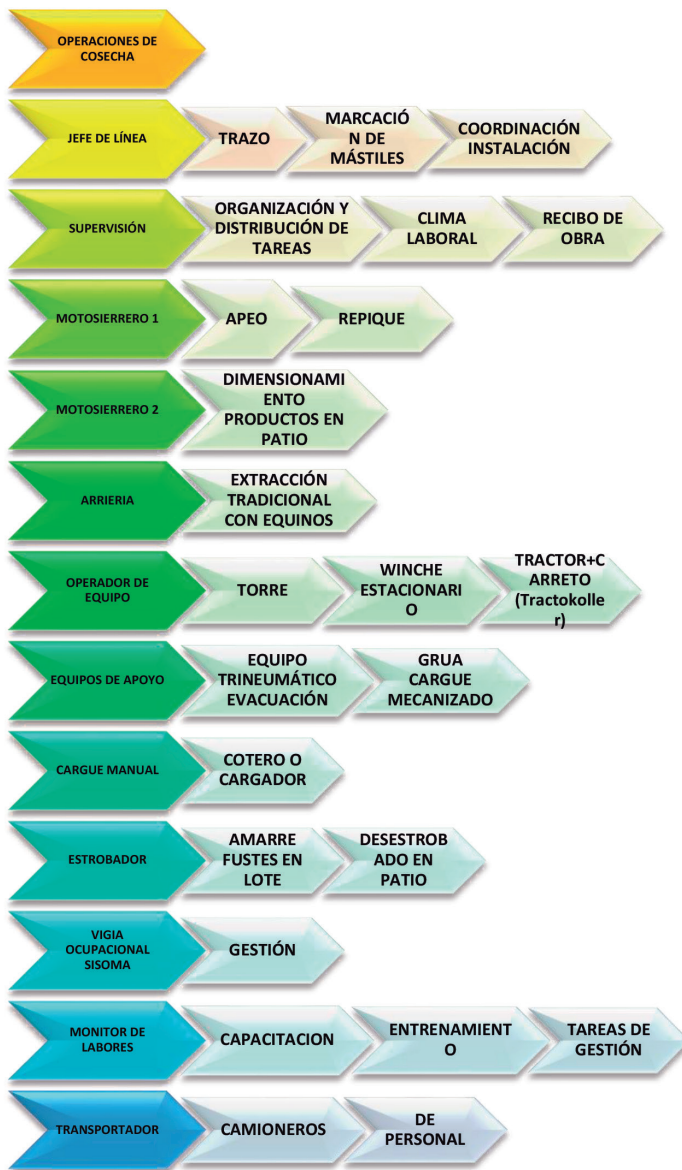 OPERACIONES DE
COSECHA
JEFE DE LÍNEA
TRAZO
MARCACIÓ
N DE
MÁSTILES
COORDINACIÓN
INSTALACIÓN
SUPERVISIÓN
ORGANIZACIÓN Y
DISTRIBUCIÓN DE
TAREAS
CLIMA
LABORAL
RECIBO DE
OBRA
MOTOSIERRERO 1
APEO
REPIQUE
MOTOSIERRERO 2
DIMENSIONAMI
ENTO
PRODUCTOS EN
PATIO
ARRIERIA
EXTRACCIÓN
TRADICIONAL
CON EQUINOS
OPERADOR DE
EQUIPO
TORRE
WINCHE
ESTACIONARI
O
TRACTOR+C
ARRETO
(Tractokolle
r)
EQUIPOS DE APOYO
EQUIPO
TRINEUMÁTICO
EVACUACIÓN
GRUA
CARGUE
MECANIZADO
CARGUE MANUAL
COTERO O
CARGADOR
ESTROBADOR
AMARRE
FUSTES EN
LOTE
DESESTROB
ADO EN
PATIO
VIGIA
OCUPACIONAL
SISOMA
GESTIÓN
MONITOR DE
LABORES
CAPACITACION
ENTRENAMIENT
O
TAREAS DE
GESTIÓN
TRANSPORTADOR
CAMIONEROS
DE
PERSONAL